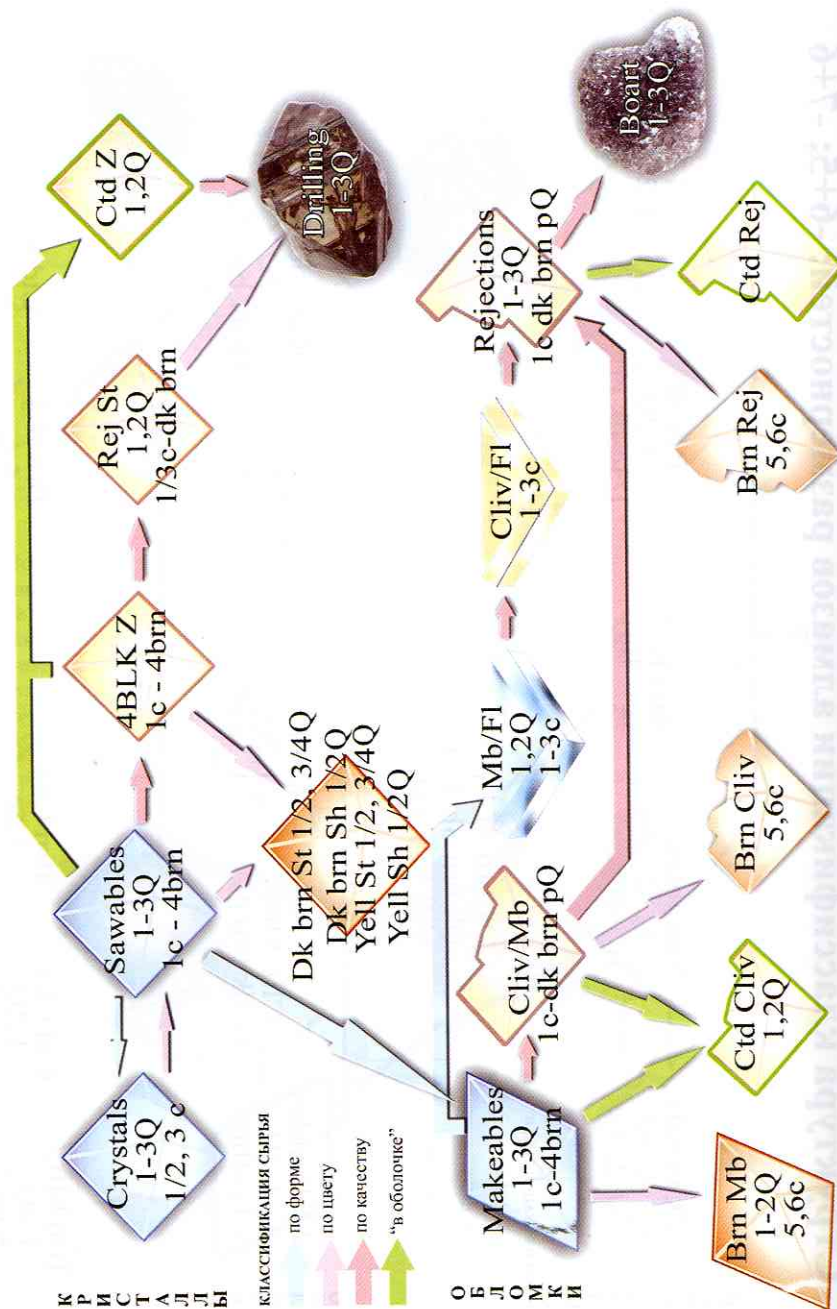 КРИСТАЛЛЫ
Crystals
1-3Q
1/2, 3 c
Sawables
1-3Q
1c - 4brn
4BLK Z
1c - 4brn
Rej St
1,2Q
1/3c-dk brn
Ctd Z
1,2Q
Drilling
1-3Q
Dk brn St 1/2, 3/4Q
Dk brn Sh 1/2Q
Yell St 1/2, 3/4Q
Yell Sh 1/2Q
КЛАССИФИКАЦИЯ СЫРЬЯ
по форме
по цвету
по качеству
"в оболочке"
ОБЛОМКИ
Makeables
1-3Q
1c-4brn
Cliv/Mb
1c-dk brn pQ
Mb/Fl
1,2Q
1-3c
Cliv/Fl
1-3c
Rejections
1-3Q
1c-dk brn pQ
Boart
1-3Q
Brn Mb
1-2Q
5,6c
Ctd Cliv
1,2Q
Brn Cliv
5,6c
Brn Rej
5,6c
Ctd Rej